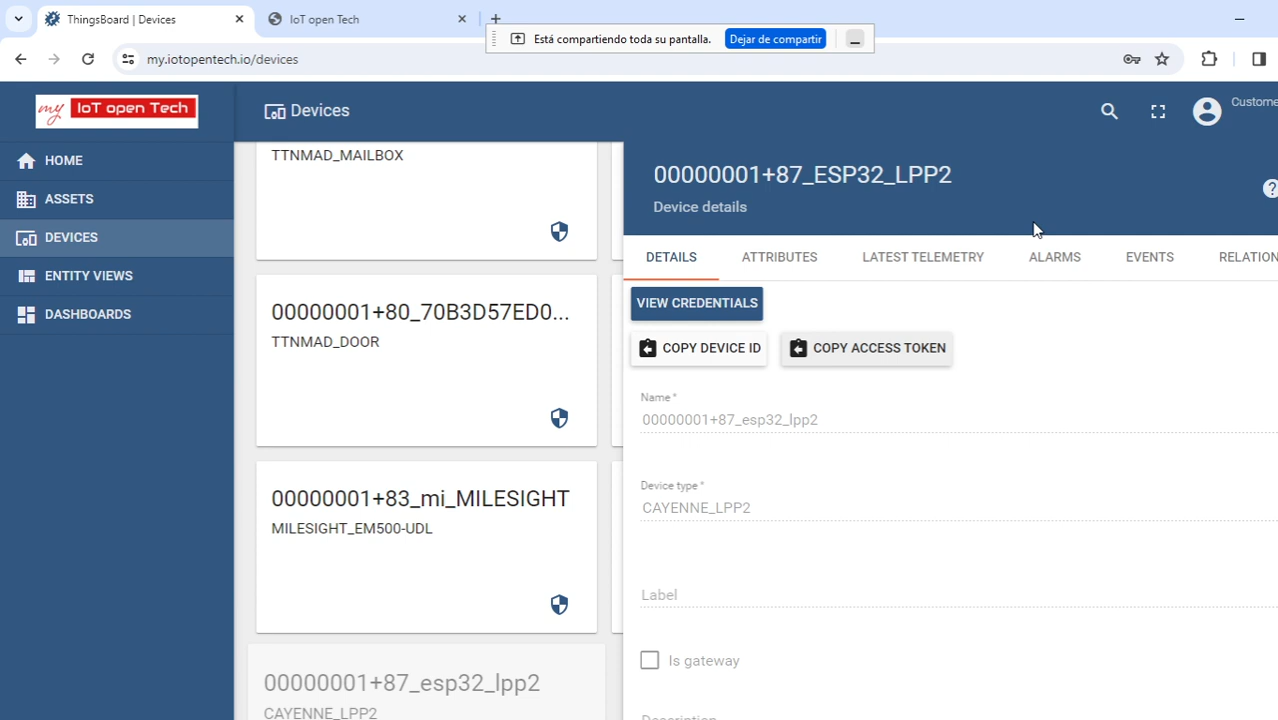 ThingsBoard | Devices
IoT open Tech
Está compartiendo toda su pantalla.
Dejar de compartir
my.iotopentech.io/devices
my IoT open Tech
Devices
Custome
HOME
ASSETS
DEVICES
ENTITY VIEWS
DASHBOARDS
TTNMAD_MAILBOX
00000001+80_70B3D57ED0...
TTNMAD_DOOR
00000001+83_mi_MILESIGHT
MILESIGHT_EM500-UDL
00000001+87_esp32_lpp2
CAYENNE_LPP2
00000001+87_ESP32_LPP2
Device details
?
DETAILS ATTRIBUTES LATEST TELEMETRY ALARMS EVENTS RELATION
VIEW CREDENTIALS
COPY DEVICE ID COPY ACCESS TOKEN
Name *
00000001+87_esp32_lpp2
Device type *
CAYENNE_LPP2
Label
Is gateway
Description